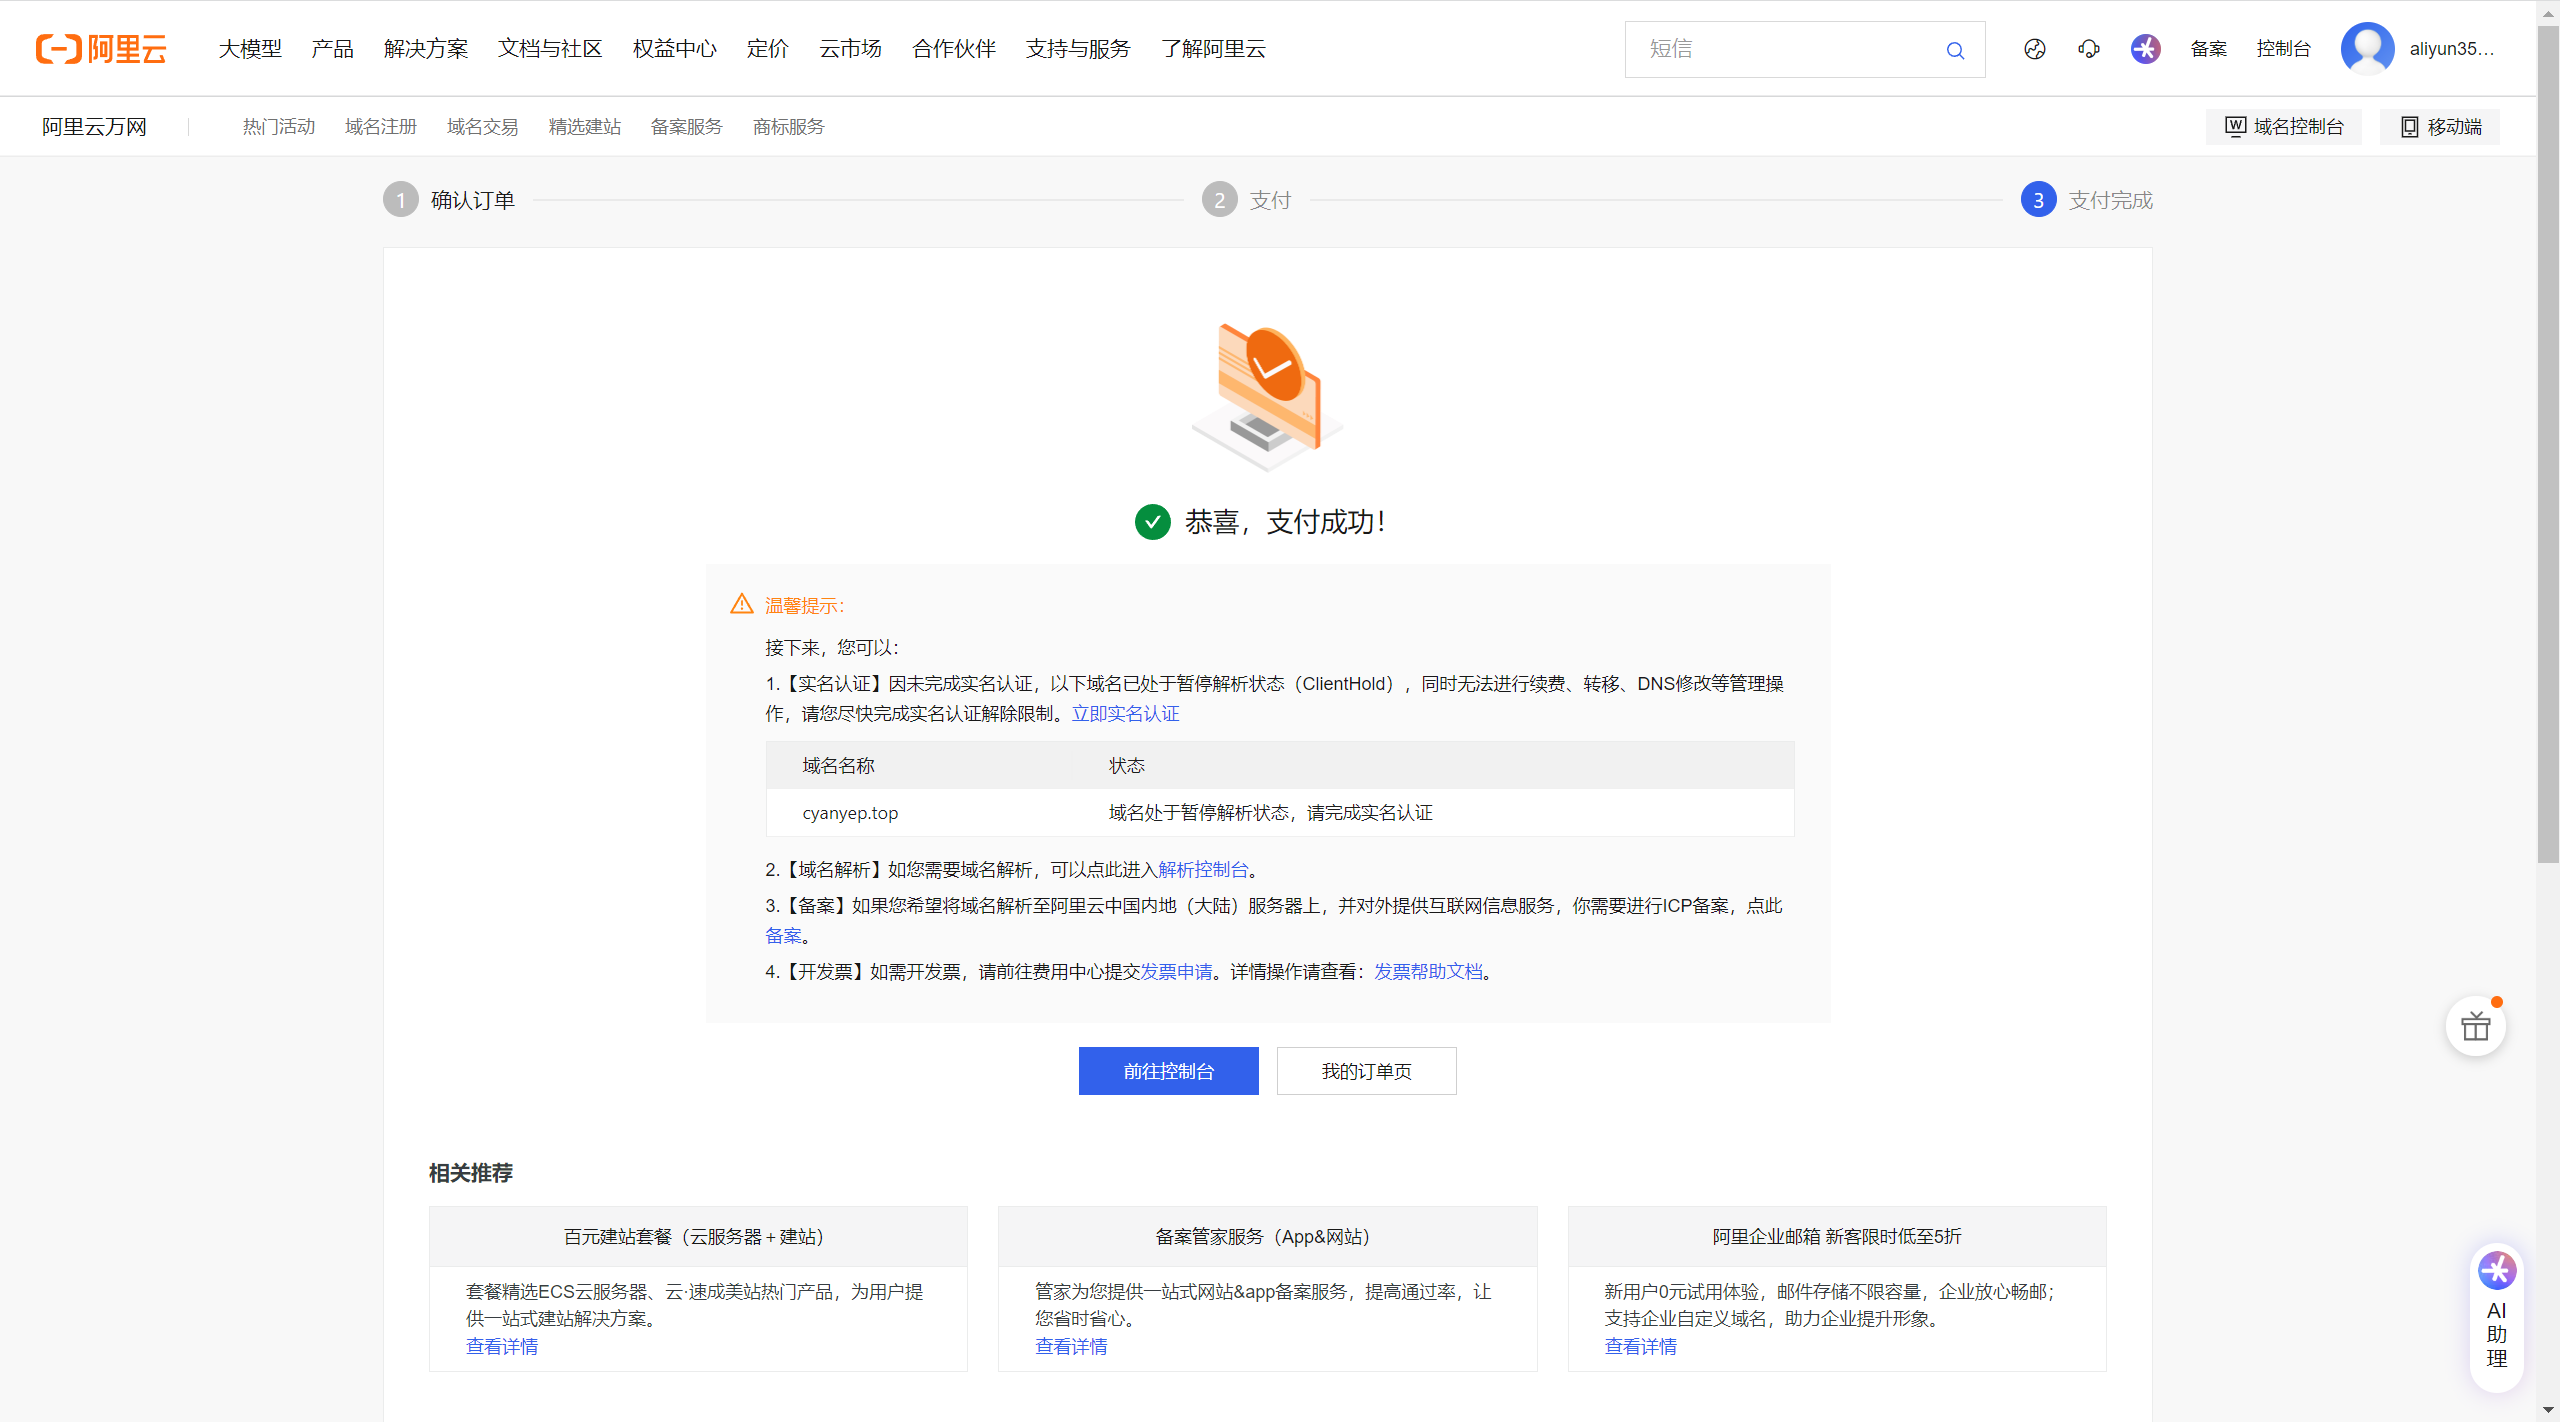 阿里云 大模型 产品 解决方案 文档与社区 权益中心 定价 云市场 合作伙伴 支持与服务 了解阿里云 短信 备案 控制台 aliyun35...
阿里云万网 热门活动 域名注册 域名交易 精选建站 备案服务 商标服务 域名控制台 移动端
1 确认订单 2 支付 3 支付完成
恭喜，支付成功！
温馨提示：
接下来，您可以：
1.【实名认证】因未完成实名认证，以下域名已处于暂停解析状态（ClientHold），同时无法进行续费、转移、DNS修改等管理操
作，请您尽快完成实名认证解除限制。立即实名认证
域名名称 状态
cyanyep.top 域名处于暂停解析状态，请完成实名认证
2.【域名解析】如您需要域名解析，可以点此进入解析控制台。
3.【备案】如果您希望将域名解析至阿里云中国内地（大陆）服务器上，并对外提供互联网信息服务，你需要进行ICP备案，点此
备案。
4.【开发票】如需开发票，请前往费用中心提交发票申请。详情操作请查看：发票帮助文档。
前往控制台 我的订单页
相关推荐
百元建站套餐（云服务器＋建站）
套餐精选ECS云服务器、云·速成美站热门产品，为用户提
供一站式建站解决方案。
查看详情
备案管家服务（App&网站）
管家为您提供一站式网站&app备案服务，提高通过率，让
您省时省心。
查看详情
阿里企业邮箱 新客限时低至5折
新用户0元试用体验，邮件存储不限容量，企业放心畅邮；
支持企业自定义域名，助力企业提升形象。
查看详情
AI
助
理